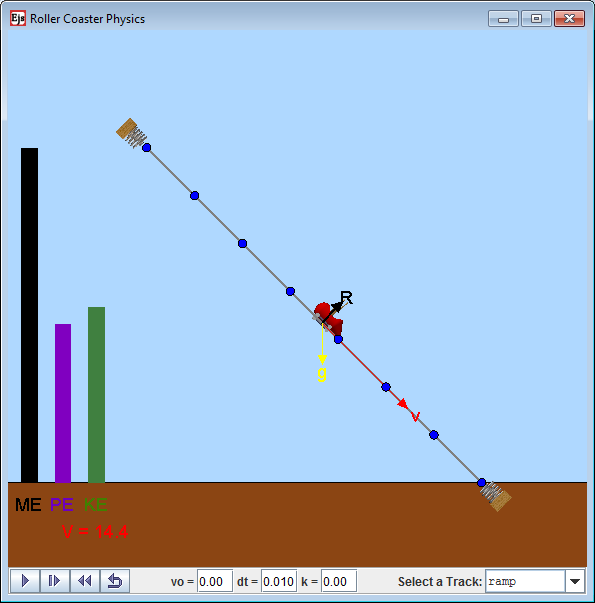 Ejs Roller Coaster Physics
R
g
v
ME PE KE
V = 14.4
vo = 0.00 dt = 0.010 k = 0.00 Select a Track: ramp